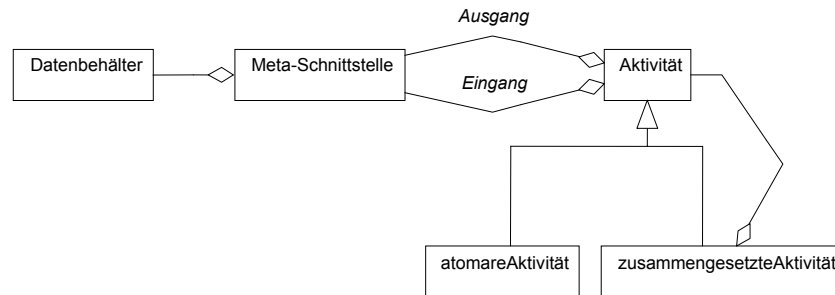 Ausgang
Datenbehälter
Meta-Schnittstelle
Aktivität
Eingang
atomareAktivität
zusammengesetzteAktivität